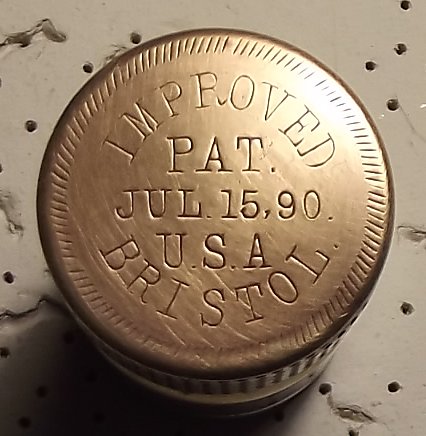 IMPROVED
PAT.
JUL. 15, 90.
U.S.A
BRISTOL.